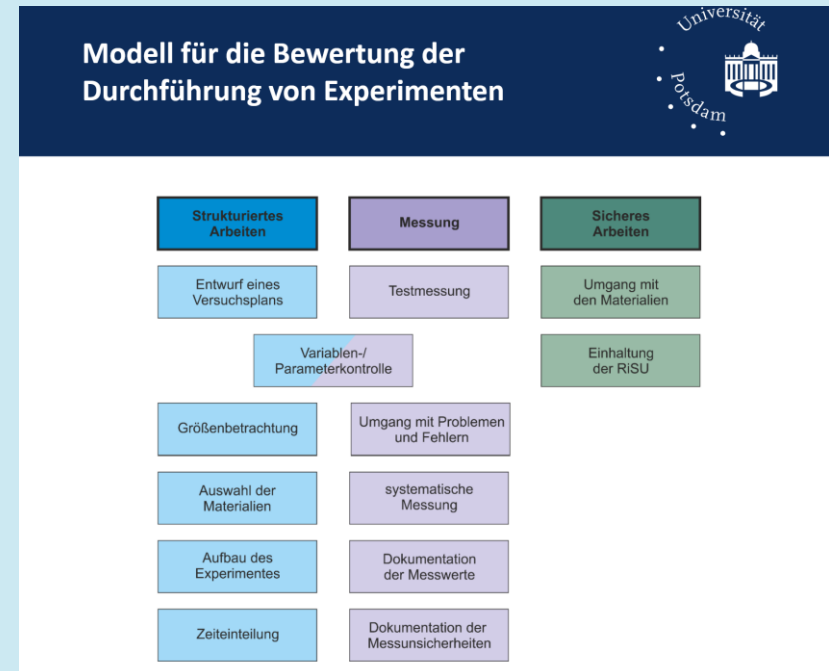 Modell für die Bewertung der
Durchführung von Experimenten
Universität
Potsdam
Strukturiertes
Arbeiten
Messung
Sicheres
Arbeiten
Entwurf eines
Versuchsplans
Testmessung
Umgang mit
den Materialien
Variablen-/
Parameterkontrolle
Einhaltung
der RiSU
Größenbetrachtung
Umgang mit Problemen
und Fehlern
Auswahl der
Materialien
systematische
Messung
Aufbau des
Experimentes
Dokumentation
der Messwerte
Zeiteinteilung
Dokumentation der
Messunsicherheiten